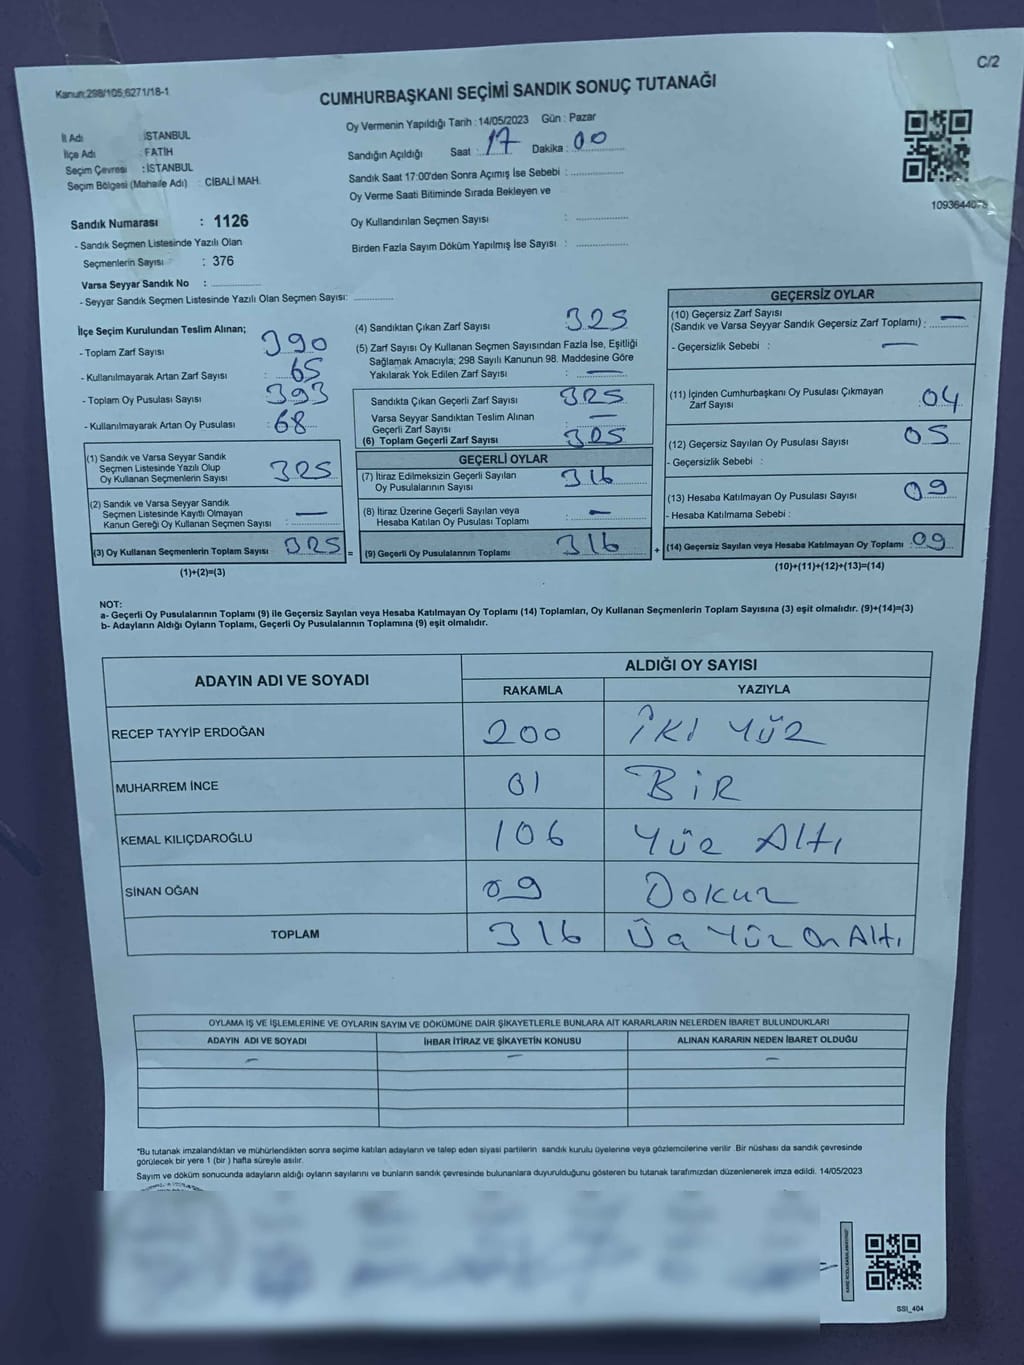 C/2
Kanun;298/105;6271/18-1
CUMHURBAŞKANI SEÇİMİ SANDIK SONUÇ TUTANAĞI
İl Adı : İSTANBUL
İlçe Adı : FATİH
Seçim Çevresi : İSTANBUL
Seçim Bölgesi (Mahalle Adı) : CİBALİ MAH.
Sandık Numarası : 1126
- Sandık Seçmen Listesinde Yazılı Olan
Seçmenlerin Sayısı : 376
Varsa Seyyar Sandık No : ..............
- Seyyar Sandık Seçmen Listesinde Yazılı Olan Seçmen Sayısı: ............
Oy Vermenin Yapıldığı Tarih : 14/05/2023 Gün : Pazar
Sandığın Açıldığı Saat : 17 Dakika : 00
Sandık Saat 17:00'den Sonra Açımış İse Sebebi : ..............
Oy Verme Saati Bitiminde Sırada Bekleyen ve
Oy Kullandırılan Seçmen Sayısı : ..............
Birden Fazla Sayım Döküm Yapılmış İse Sayısı : ..............
1093644078
İlçe Seçim Kurulundan Teslim Alınan;
- Toplam Zarf Sayısı : 390
- Kullanılmayarak Artan Zarf Sayısı : 65
- Toplam Oy Pusulası Sayısı : 393
- Kullanılmayarak Artan Oy Pusulası : 68
(1) Sandık ve Varsa Seyyar Sandık
Seçmen Listesinde Yazılı Olup
Oy Kullanan Seçmenlerin Sayısı : 325
(2) Sandık ve Varsa Seyyar Sandık
Seçmen Listesinde Kayıtlı Olmayan
Kanun Gereği Oy Kullanan Seçmen Sayısı : —
(3) Oy Kullanan Seçmenlerin Toplam Sayısı : 325 =
(1)+(2)=(3)
(4) Sandıktan Çıkan Zarf Sayısı : 325
(5) Zarf Sayısı Oy Kullanan Seçmen Sayısından Fazla İse, Eşitliği
Sağlamak Amacıyla; 298 Sayılı Kanunun 98. Maddesine Göre
Yakılarak Yok Edilen Zarf Sayısı : —
Sandıkta Çıkan Geçerli Zarf Sayısı : 325
Varsa Seyyar Sandıktan Teslim Alınan
Geçerli Zarf Sayısı : —
(6) Toplam Geçerli Zarf Sayısı : 325
GEÇERLİ OYLAR
(7) İtiraz Edilmeksizin Geçerli Sayılan
Oy Pusulalarının Sayısı : 316
(8) İtiraz Üzerine Geçerli Sayılan veya
Hesaba Katılan Oy Pusulası Toplamı : —
(9) Geçerli Oy Pusulalarının Toplamı : 316 +
GEÇERSİZ OYLAR
(10) Geçersiz Zarf Sayısı
(Sandık ve Varsa Seyyar Sandık Geçersiz Zarf Toplamı) : —
- Geçersizlik Sebebi : —
(11) İçinden Cumhurbaşkanı Oy Pusulası Çıkmayan
Zarf Sayısı : 04
(12) Geçersiz Sayılan Oy Pusulası Sayısı : 05
- Geçersizlik Sebebi :
(13) Hesaba Katılmayan Oy Pusulası Sayısı : 09
- Hesaba Katılmama Sebebi :
(14) Geçersiz Sayılan veya Hesaba Katılmayan Oy Toplamı : 09
(10)+(11)+(12)+(13)=(14)
NOT:
a- Geçerli Oy Pusulalarının Toplamı (9) ile Geçersiz Sayılan veya Hesaba Katılmayan Oy Toplamı (14) Toplamları, Oy Kullanan Seçmenlerin Toplam Sayısına (3) eşit olmalıdır. (9)+(14)=(3)
b- Adayların Aldığı Oyların Toplamı, Geçerli Oy Pusulalarının Toplamına (9) eşit olmalıdır.
ADAYIN ADI VE SOYADI ALDIĞI OY SAYISI
RAKAMLA YAZIYLA
RECEP TAYYİP ERDOĞAN 200 İKİ YÜZ
MUHARREM İNCE 01 BİR
KEMAL KILIÇDAROĞLU 106 Yüz Altı
SİNAN OĞAN 09 Dokuz
TOPLAM 316 Üç Yüz On Altı
OYLAMA İŞ VE İŞLEMLERİNE VE OYLARIN SAYIM VE DÖKÜMÜNE DAİR ŞİKAYETLERLE BUNLARA AİT KARARLARIN NELERDEN İBARET BULUNDUKLARI
ADAYIN ADI VE SOYADI İHBAR İTİRAZ VE ŞİKAYETİN KONUSU ALINAN KARARIN NEDEN İBARET OLDUĞU
— — —
*Bu tutanak imzalandıktan ve mühürlendikten sonra seçime katılan adayların ve talep eden siyasi partilerin sandık kurulu üyelerine veya gözlemcilerine verilir .Bir nüshası da sandık çevresinde
görülecek bir yere 1 (bir ) hafta süreyle asılır.
Sayım ve döküm sonucunda adayların aldığı oyların sayılarını ve bunların sandık çevresinde bulunanlara duyurulduğunu gösteren bu tutanak tarafımızdan düzenlenerek imza edildi. 14/05/2023
SSI_404